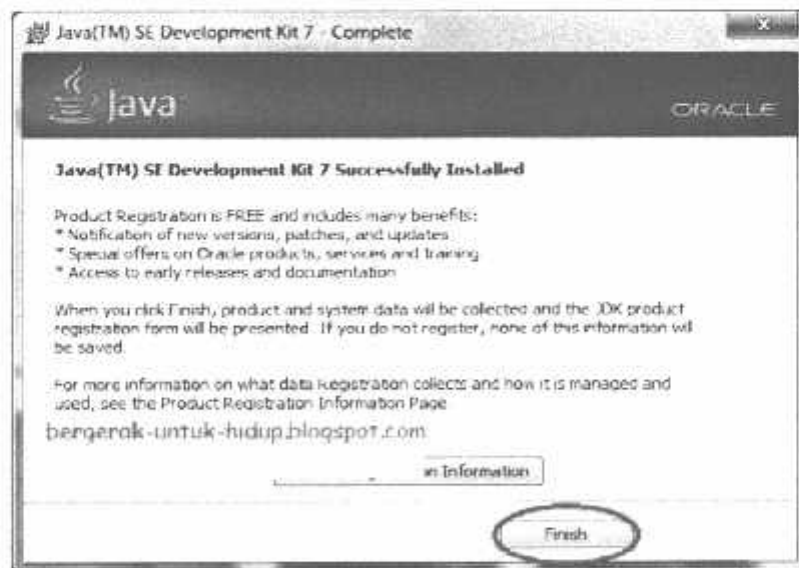 Java(TM) SE Development Kit 7 - Complete
Java
ORACLE
Java(TM) SE Development Kit 7 Successfully Installed
Product Registration is FREE and includes many benefits:
* Notification of new versions, patches, and updates
* Special offers on Oracle products, services and training
* Access to early releases and documentation
When you click Finish, product and system data will be collected and the JDK product
registration form will be presented. If you do not register, none of this information will
be saved.
For more information on what data Registration collects and how it is managed and
used, see the Product Registration Information Page
bergerak-untuk-hidup.blogspot.com
Information
Finish